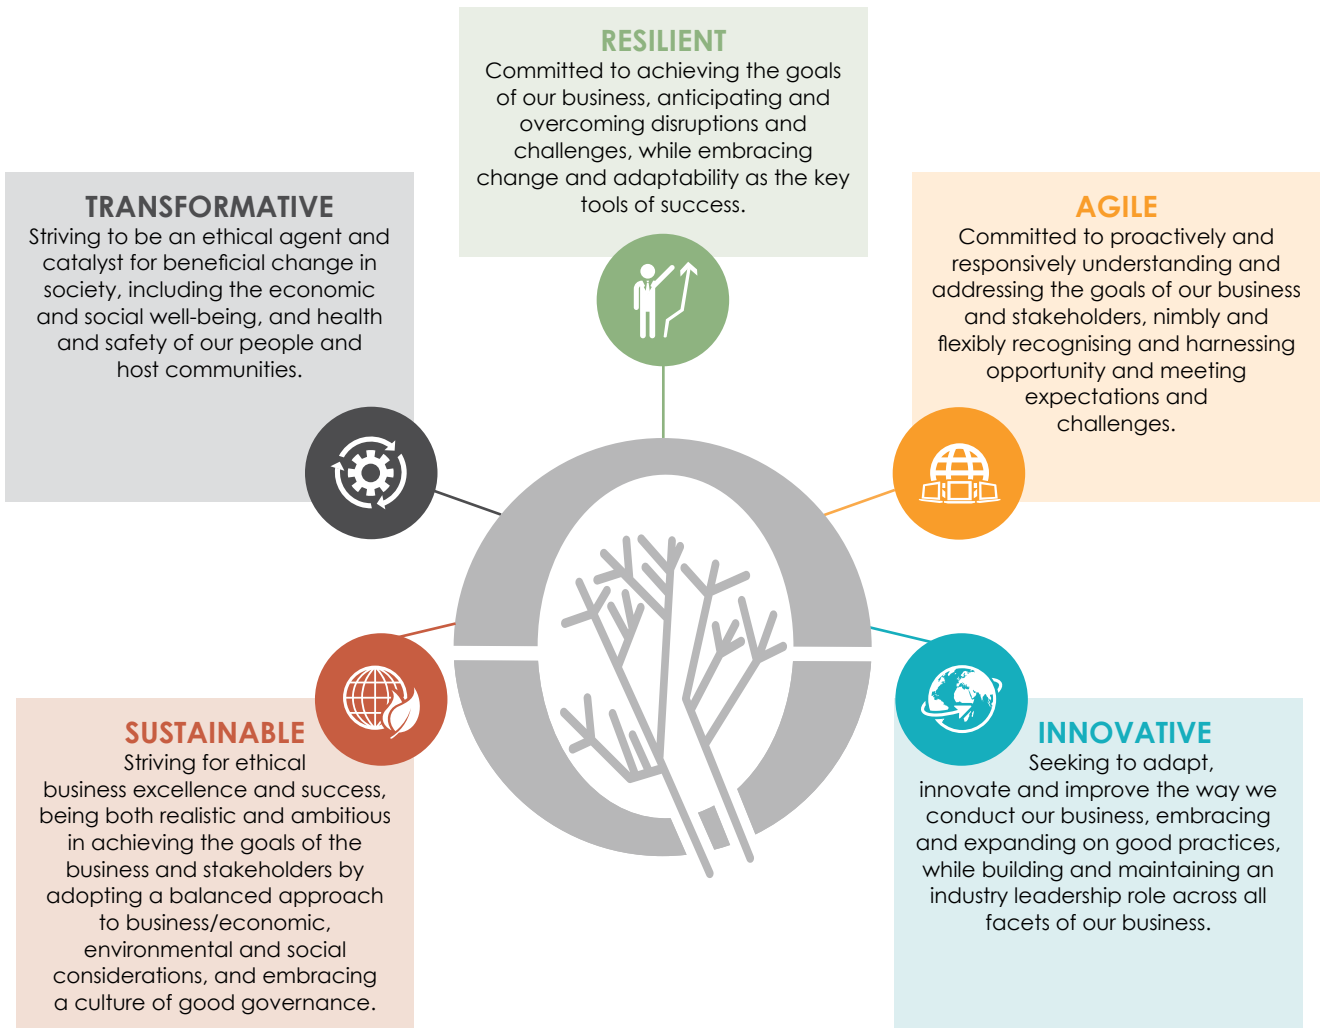 RESILIENT
Committed to achieving the goals
of our business, anticipating and
overcoming disruptions and
challenges, while embracing
change and adaptability as the key
tools of success.
TRANSFORMATIVE
Striving to be an ethical agent and
catalyst for beneficial change in
society, including the economic
and social well-being, and health
and safety of our people and
host communities.
AGILE
Committed to proactively and
responsively understanding and
addressing the goals of our business
and stakeholders, nimbly and
flexibly recognising and harnessing
opportunity and meeting
expectations and
challenges.
SUSTAINABLE
Striving for ethical
business excellence and success,
being both realistic and ambitious
in achieving the goals of the
business and stakeholders by
adopting a balanced approach
to business/economic,
environmental and social
considerations, and embracing
a culture of good governance.
INNOVATIVE
Seeking to adapt,
innovate and improve the way we
conduct our business, embracing
and expanding on good practices,
while building and maintaining an
industry leadership role across all
facets of our business.